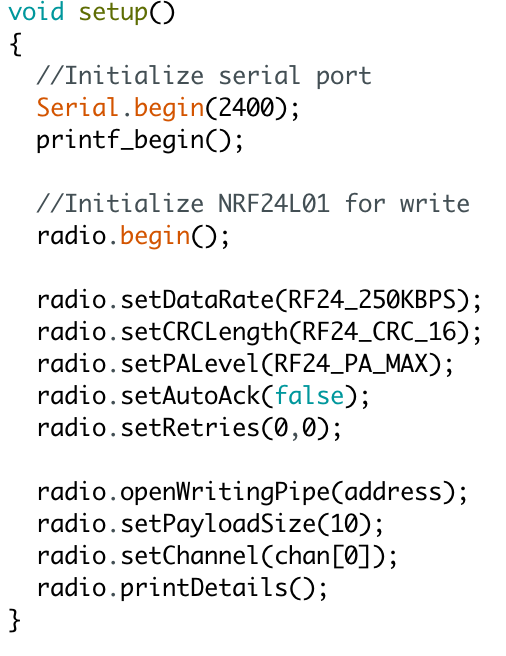 void setup()
{
  //Initialize serial port
  Serial.begin(2400);
  printf_begin();

  //Initialize NRF24L01 for write
  radio.begin();

  radio.setDataRate(RF24_250KBPS);
  radio.setCRCLength(RF24_CRC_16);
  radio.setPALevel(RF24_PA_MAX);
  radio.setAutoAck(false);
  radio.setRetries(0,0);

  radio.openWritingPipe(address);
  radio.setPayloadSize(10);
  radio.setChannel(chan[0]);
  radio.printDetails();
}